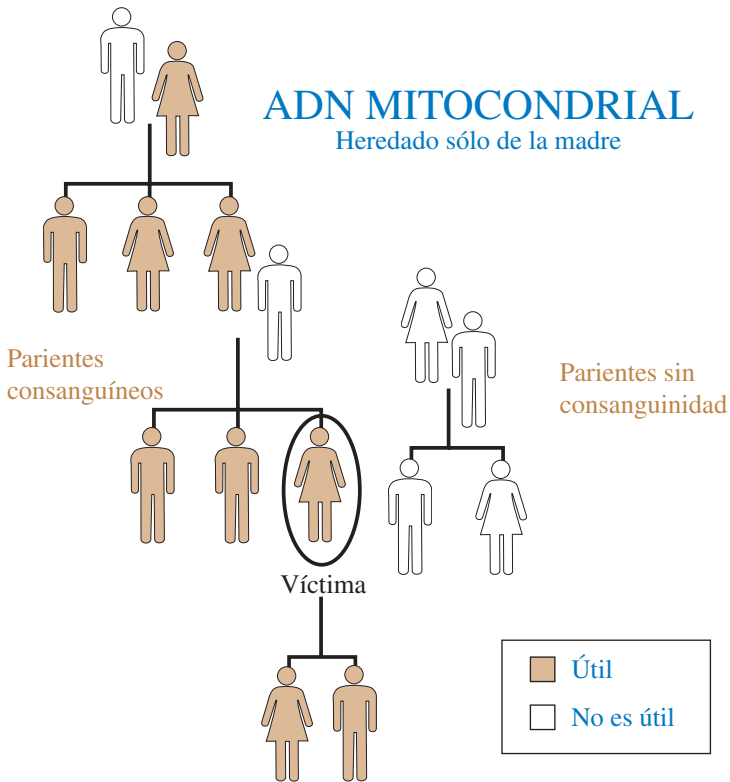 ADN MITOCONDRIAL
Heredado sólo de la madre
Parientes
consanguíneos
Parientes sin
consanguinidad
Víctima
Útil
No es útil